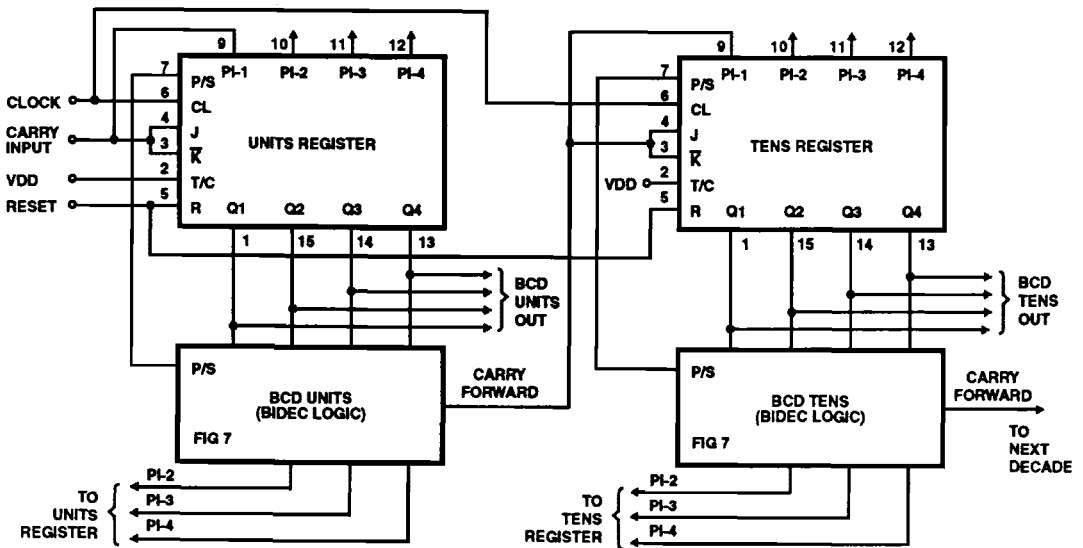 9 10 11 12
PI-1 PI-2 PI-3 PI-4
7 P/S
CLOCK 6 CL
CARRY INPUT 4 J
3 K̅
UNITS REGISTER
VDD 2 T/C
RESET 5 R
Q1 Q2 Q3 Q4
1 15 14 13
BCD
UNITS
OUT
P/S
BCD UNITS
(BIDEC LOGIC)
FIG 7
CARRY
FORWARD
PI-2
PI-3
PI-4
TO
UNITS
REGISTER
9 10 11 12
PI-1 PI-2 PI-3 PI-4
7 P/S
6 CL
4 J
3 K̅
TENS REGISTER
VDD 2 T/C
5 R
Q1 Q2 Q3 Q4
1 15 14 13
BCD
TENS
OUT
P/S
BCD TENS
(BIDEC LOGIC)
FIG 7
CARRY
FORWARD
TO
NEXT
DECADE
PI-2
PI-3
PI-4
TO
TENS
REGISTER